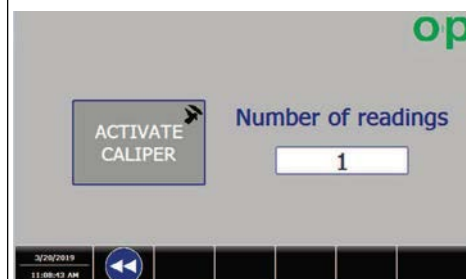 op
ACTIVATE
CALIPER
Number of readings
1
3/20/2019
11:08:43 AM